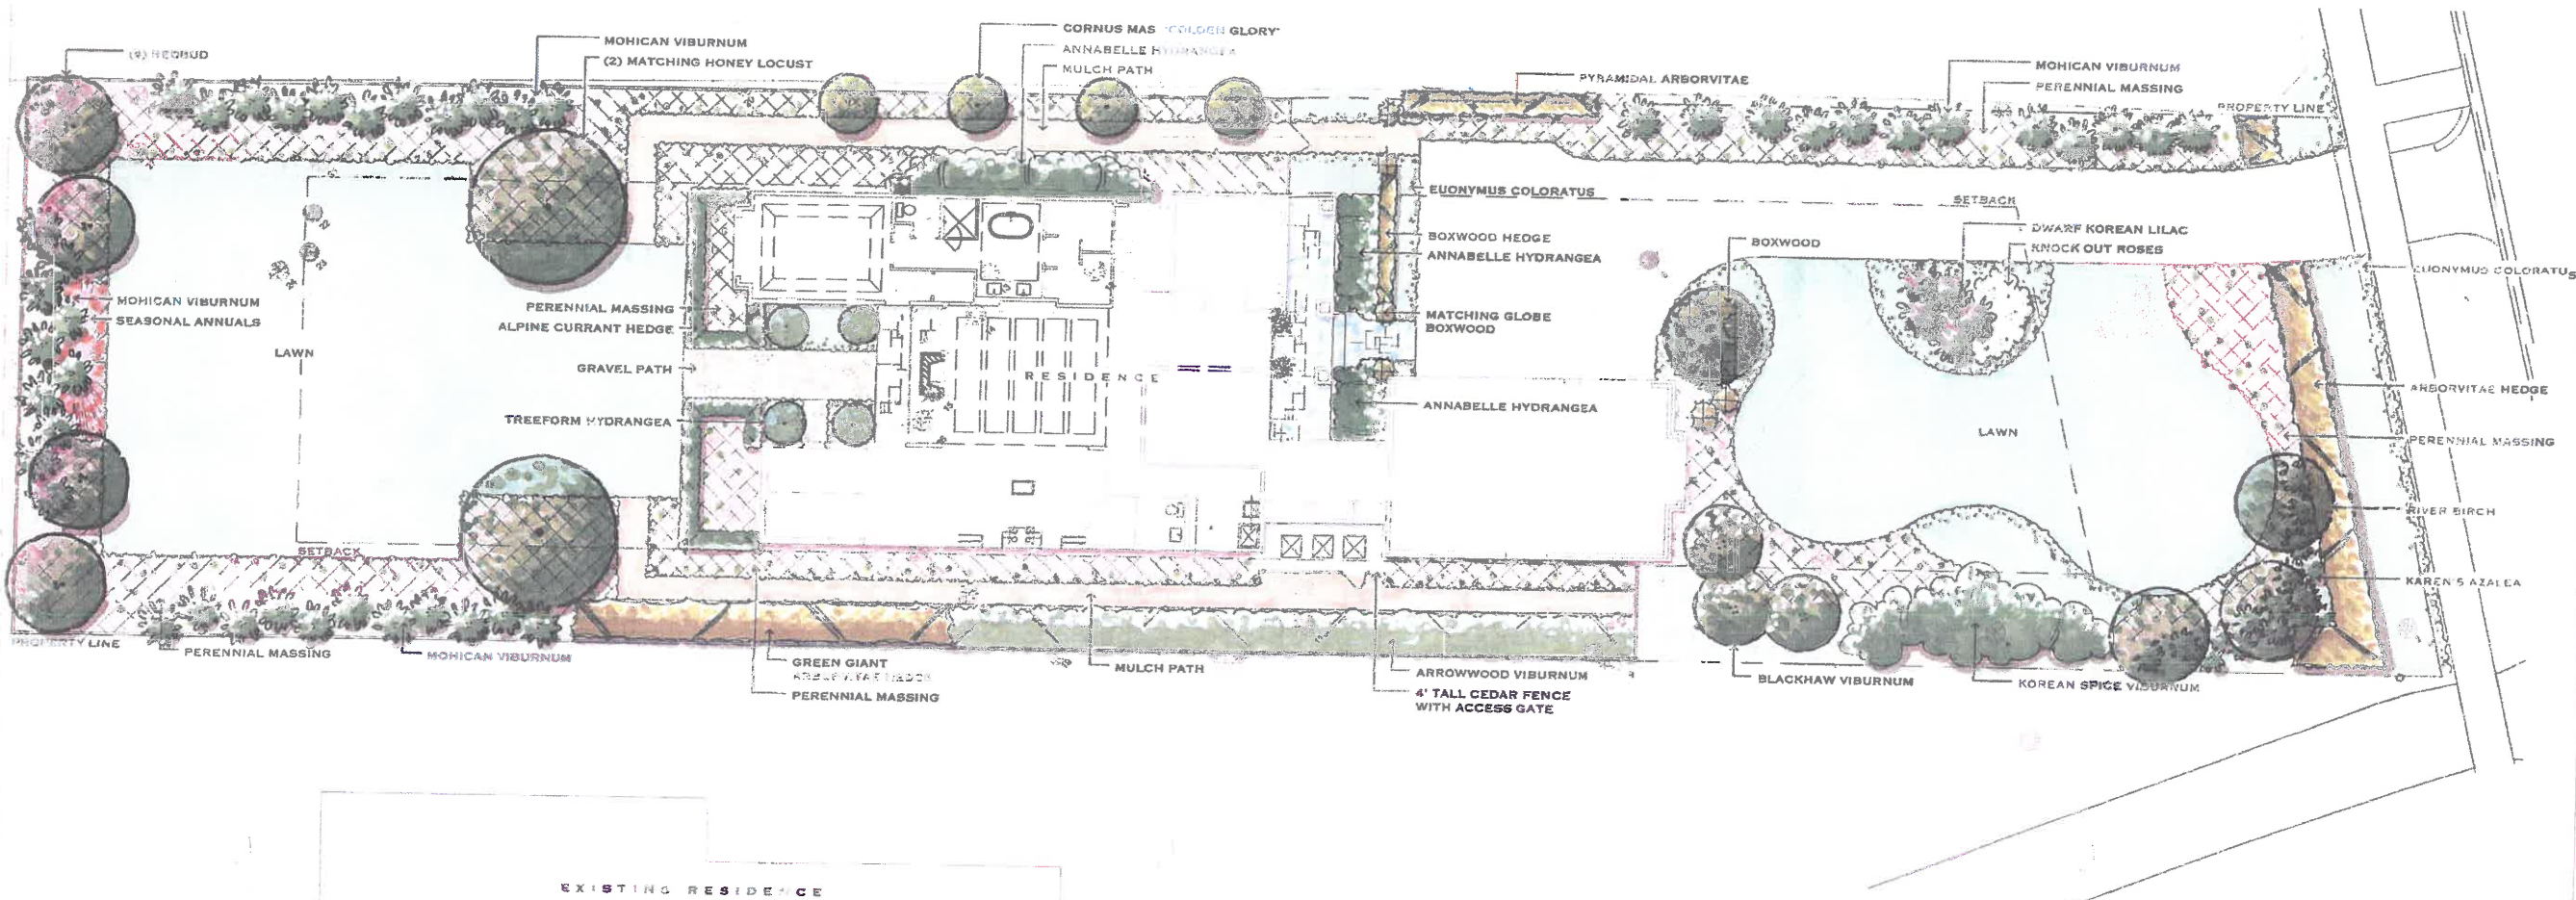 (4) REDBUD
MOHICAN VIBURNUM
(2) MATCHING HONEY LOCUST
CORNUS MAS 'GOLDEN GLORY'
ANNABELLE HYDRANGEA
MULCH PATH
PYRAMIDAL ARBORVITAE
MOHICAN VIBURNUM
PERENNIAL MASSING
PROPERTY LINE
EUONYMUS COLORATUS
SETBACK
BOXWOOD HEDGE
ANNABELLE HYDRANGEA
BOXWOOD
DWARF KOREAN LILAC
KNOCK OUT ROSES
EUONYMUS COLORATUS
MOHICAN VIBURNUM
SEASONAL ANNUALS
LAWN
PERENNIAL MASSING
ALPINE CURRANT HEDGE
GRAVEL PATH
TREEFORM HYDRANGEA
RESIDENCE
MATCHING GLOBE
BOXWOOD
ANNABELLE HYDRANGEA
LAWN
ARBORVITAE HEDGE
PERENNIAL MASSING
RIVER BIRCH
KAREN'S AZALEA
SETBACK
PROPERTY LINE
PERENNIAL MASSING
MOHICAN VIBURNUM
GREEN GIANT
ARBORVITAE HEDGE
PERENNIAL MASSING
MULCH PATH
ARROWWOOD VIBURNUM
4' TALL CEDAR FENCE
WITH ACCESS GATE
BLACKHAW VIBURNUM
KOREAN SPICE VIBURNUM
EXISTING RESIDENCE